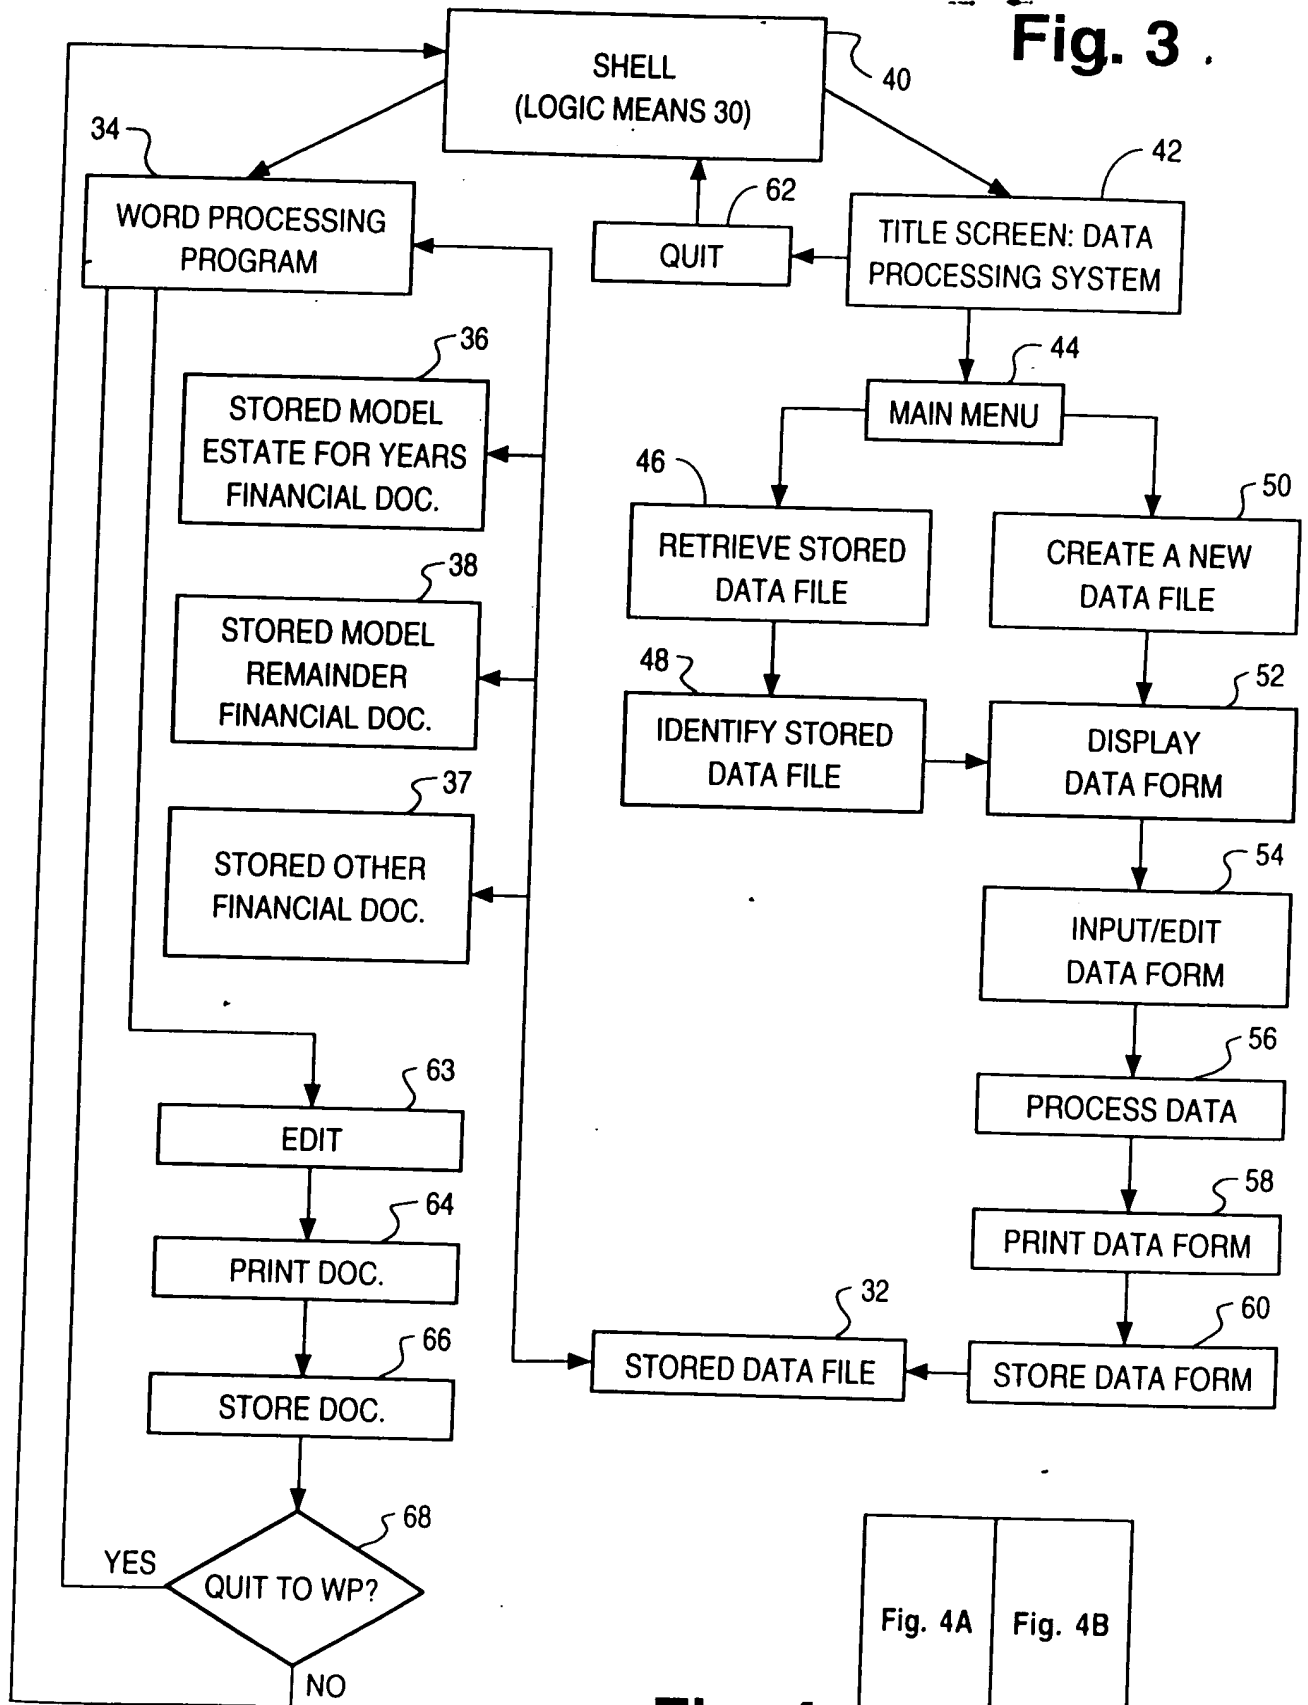 Fig. 3
SHELL
(LOGIC MEANS 30)
40
34
WORD PROCESSING
PROGRAM
62
QUIT
42
TITLE SCREEN: DATA
PROCESSING SYSTEM
44
MAIN MENU
36
STORED MODEL
ESTATE FOR YEARS
FINANCIAL DOC.
46
RETRIEVE STORED
DATA FILE
50
CREATE A NEW
DATA FILE
38
STORED MODEL
REMAINDER
FINANCIAL DOC.
48
IDENTIFY STORED
DATA FILE
52
DISPLAY
DATA FORM
37
STORED OTHER
FINANCIAL DOC.
54
INPUT/EDIT
DATA FORM
56
PROCESS DATA
63
EDIT
58
PRINT DATA FORM
64
PRINT DOC.
32
STORED DATA FILE
60
STORE DATA FORM
66
STORE DOC.
68
QUIT TO WP?
YES
NO
Fig. 4A
Fig. 4B